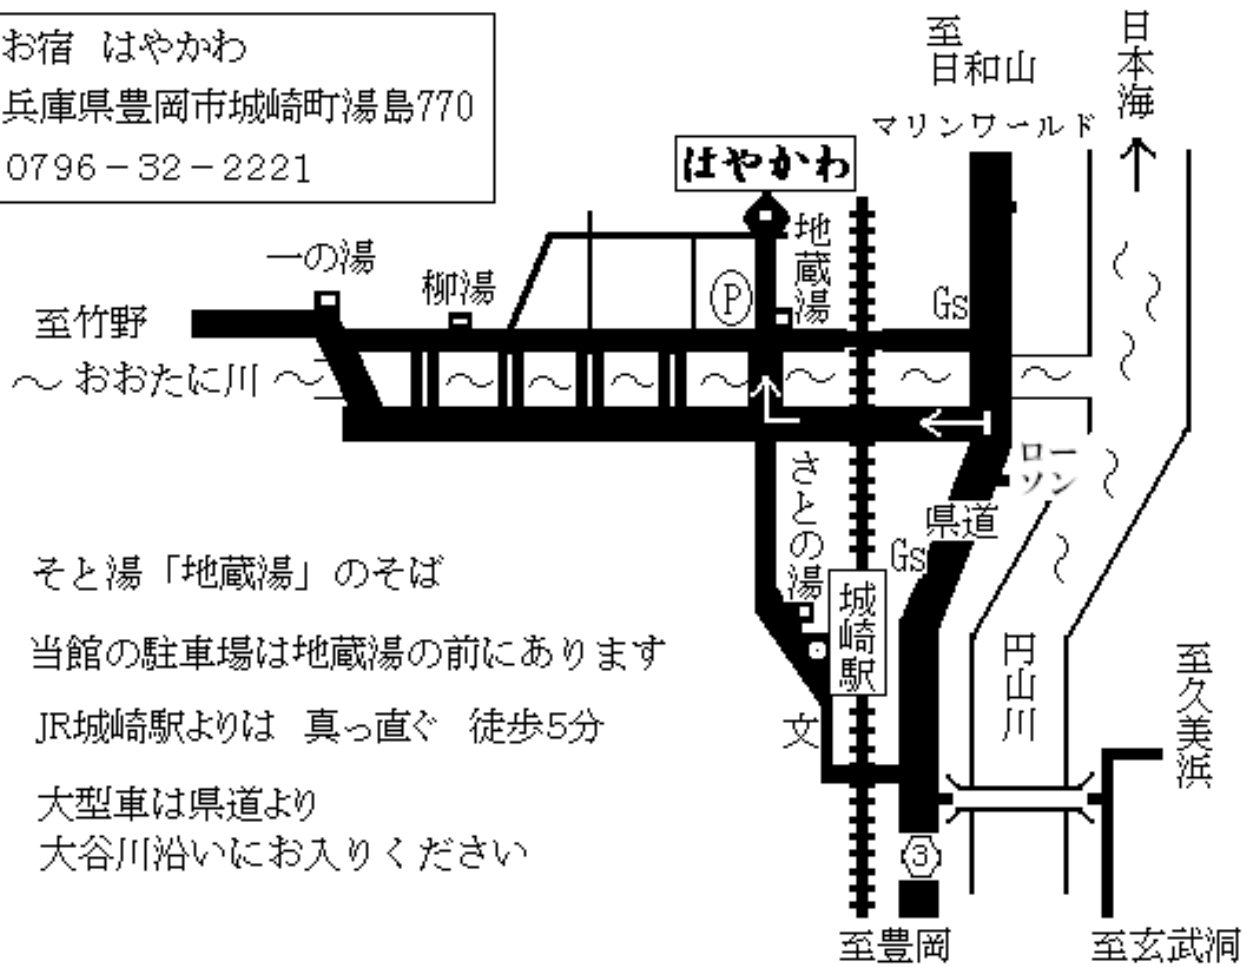 お宿 はやかわ
兵庫県豊岡市城崎町湯島770
0796-32-2221
至
日和山
マリンワールド
日本海
はやかわ
地蔵湯
一の湯
柳湯
P
Gs
至竹野
〜 おおたに川 〜
ローソン
さとの湯
県道
Gs
城崎駅
円山川
至久美浜
文
3
至豊岡
至玄武洞
そと湯「地蔵湯」のそば
当館の駐車場は地蔵湯の前にあります
JR城崎駅よりは 真っ直ぐ 徒歩5分
大型車は県道より
大谷川沿いにお入りください